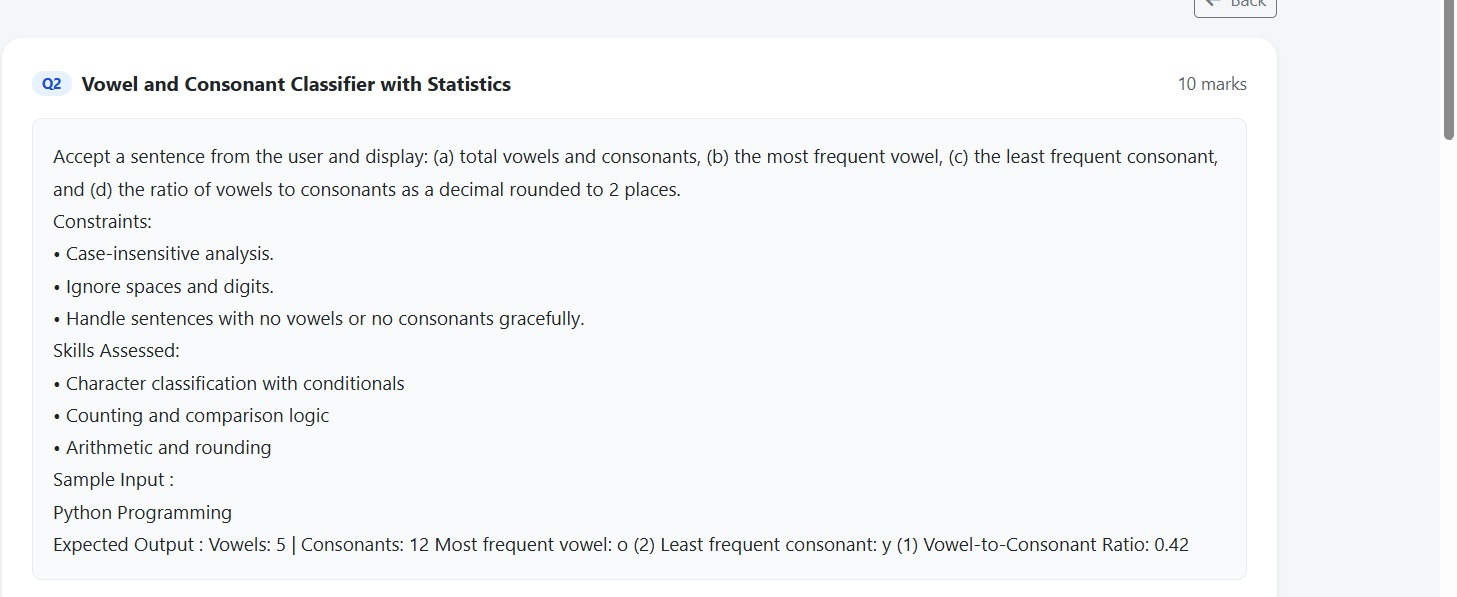 ← Back
Q2 Vowel and Consonant Classifier with Statistics 10 marks
Accept a sentence from the user and display: (a) total vowels and consonants, (b) the most frequent vowel, (c) the least frequent consonant,
and (d) the ratio of vowels to consonants as a decimal rounded to 2 places.
Constraints:
• Case-insensitive analysis.
• Ignore spaces and digits.
• Handle sentences with no vowels or no consonants gracefully.
Skills Assessed:
• Character classification with conditionals
• Counting and comparison logic
• Arithmetic and rounding
Sample Input :
Python Programming
Expected Output : Vowels: 5 | Consonants: 12 Most frequent vowel: o (2) Least frequent consonant: y (1) Vowel-to-Consonant Ratio: 0.42